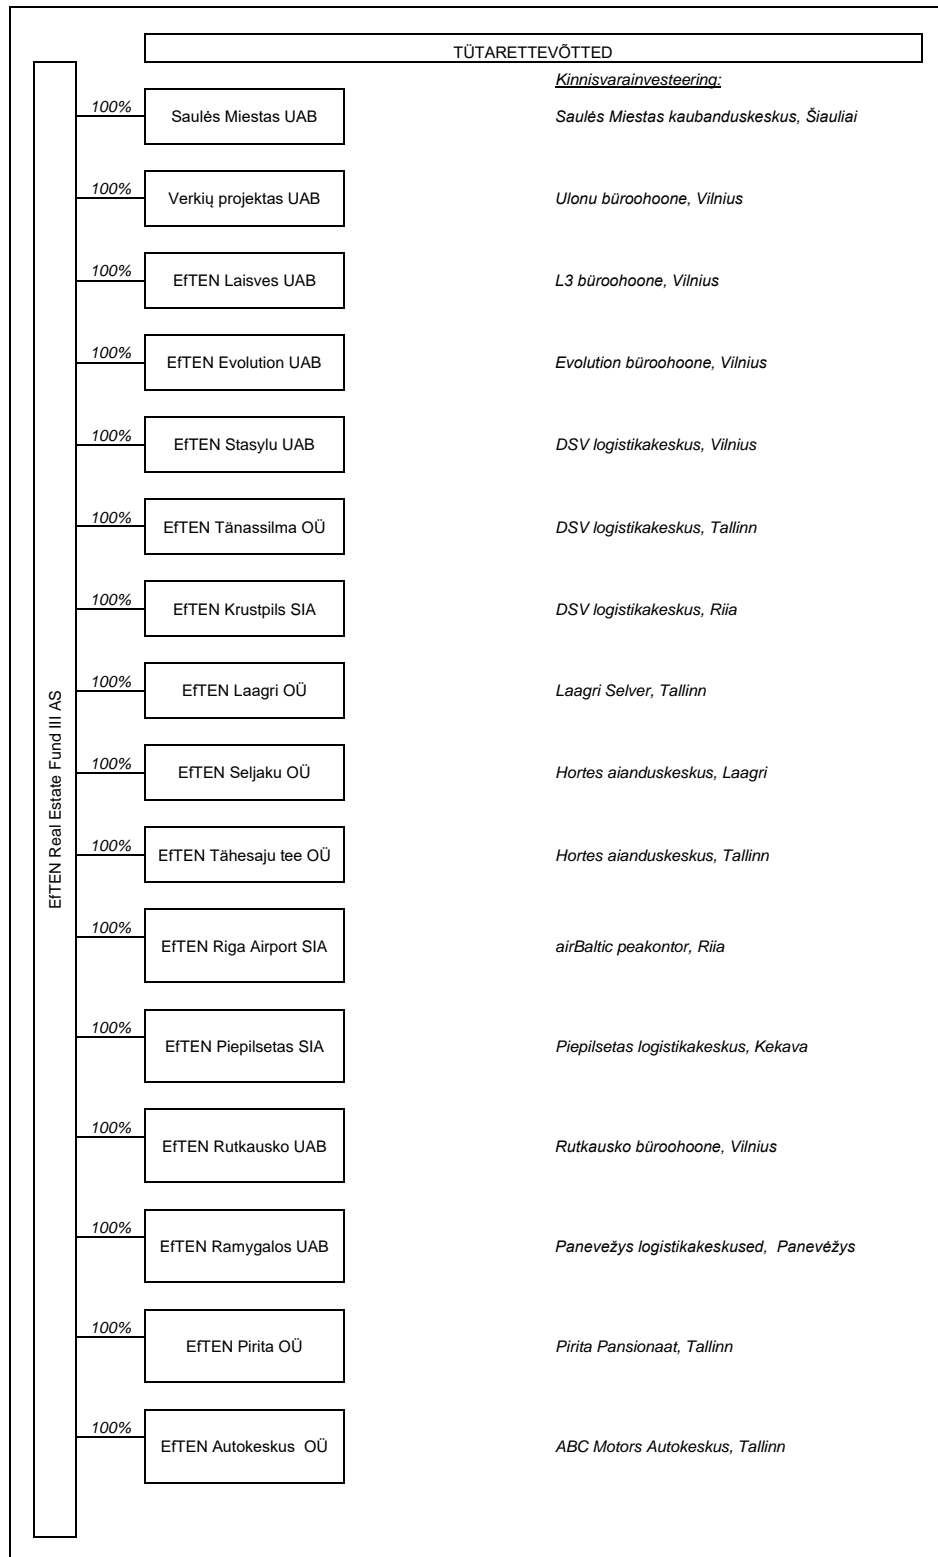 TÜTARETTEVÕTTED
Kinnisvarainvesteering:
EfTEN Real Estate Fund III AS
100%
Saulės Miestas UAB
Saulės Miestas kaubanduskeskus, Šiauliai
100%
Verkių projektas UAB
Ulonu büroohoone, Vilnius
100%
EfTEN Laisves UAB
L3 büroohoone, Vilnius
100%
EfTEN Evolution UAB
Evolution büroohoone, Vilnius
100%
EfTEN Stasylu UAB
DSV logistikakeskus, Vilnius
100%
EfTEN Tänassilma OÜ
DSV logistikakeskus, Tallinn
100%
EfTEN Krustpils SIA
DSV logistikakeskus, Riia
100%
EfTEN Laagri OÜ
Laagri Selver, Tallinn
100%
EfTEN Seljaku OÜ
Hortes aianduskeskus, Laagri
100%
EfTEN Tähesaju tee OÜ
Hortes aianduskeskus, Tallinn
100%
EfTEN Riga Airport SIA
airBaltic peakontor, Riia
100%
EfTEN Piepilsetas SIA
Piepilsetas logistikakeskus, Kekava
100%
EfTEN Rutkausko UAB
Rutkausko büroohoone, Vilnius
100%
EfTEN Ramygalos UAB
Panevežys logistikakeskused, Panevėžys
100%
EfTEN Pirita OÜ
Pirita Pansionaat, Tallinn
100%
EfTEN Autokeskus OÜ
ABC Motors Autokeskus, Tallinn